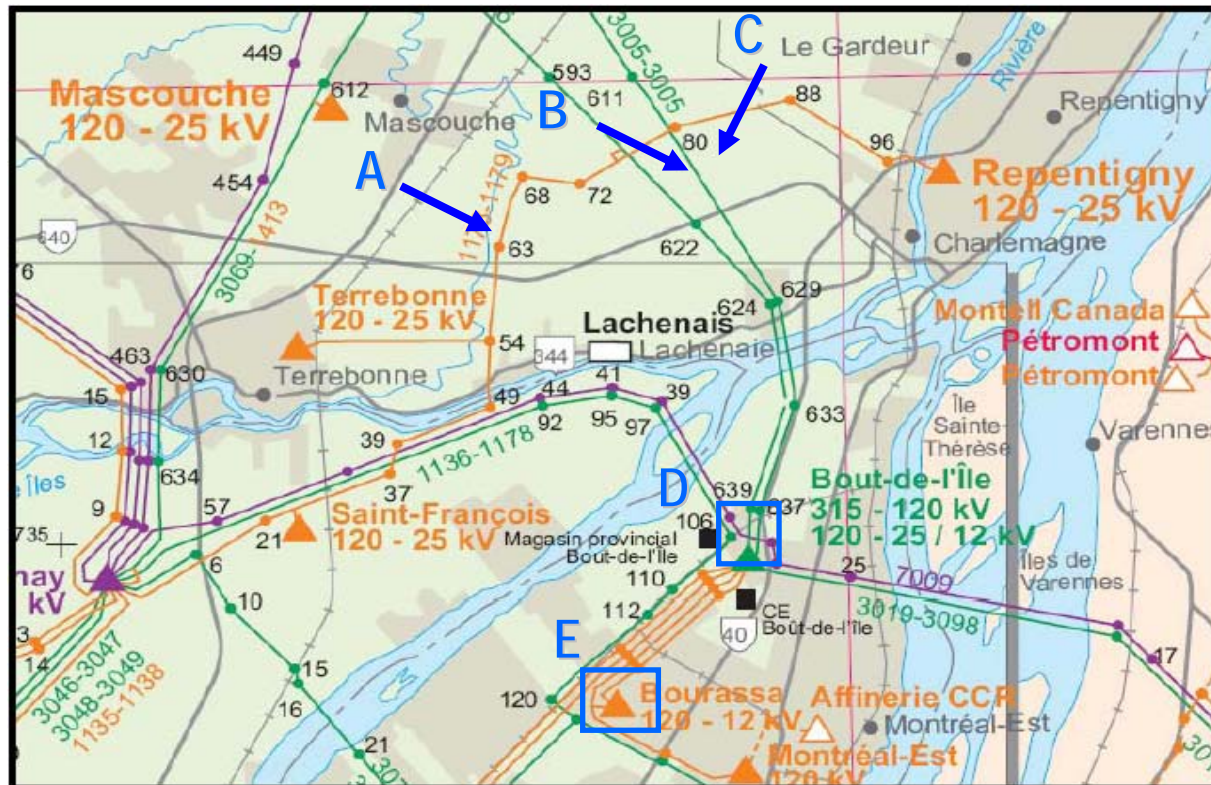 C
449
593
3005-3005
Le Gardeur
Rivière
612
611
88
Mascouche
120 - 25 kV
B
Repentigny
Mascouche
80
96
454
A
68
72
Repentigny
120 - 25 kV
3069-1413
640
63
622
Charlemagne
Terrebonne
120 - 25 kV
624
629
Montell Canada
Lachenais
Pétromont
463
54
344
Lachenaie
630
Terrebonne
Pétromont
15
49
44
41
39
92
95
97
633
Île
Sainte-
Thérèse
Varennes
12
39
1136-1178
634
37
D
Bout-de-l'Île
315 - 120 kV
120 - 25 / 12 kV
îles
9
57
639
637
735
21
Saint-François
120 - 25 kV
106
Magasin provincial
Bout-de-l'Île
Îles de
Varennes
nay
kV
6
110
25
7009
10
112
CE
Bout-de-l'île
3019-3098
3
40
14
E
17
3046-3047
3048-3049
1135-1138
15
16
120
Bourassa
120 - 12 kV
Affinerie CCR
Montréal-Est
21
Montréal-Est
120 kV